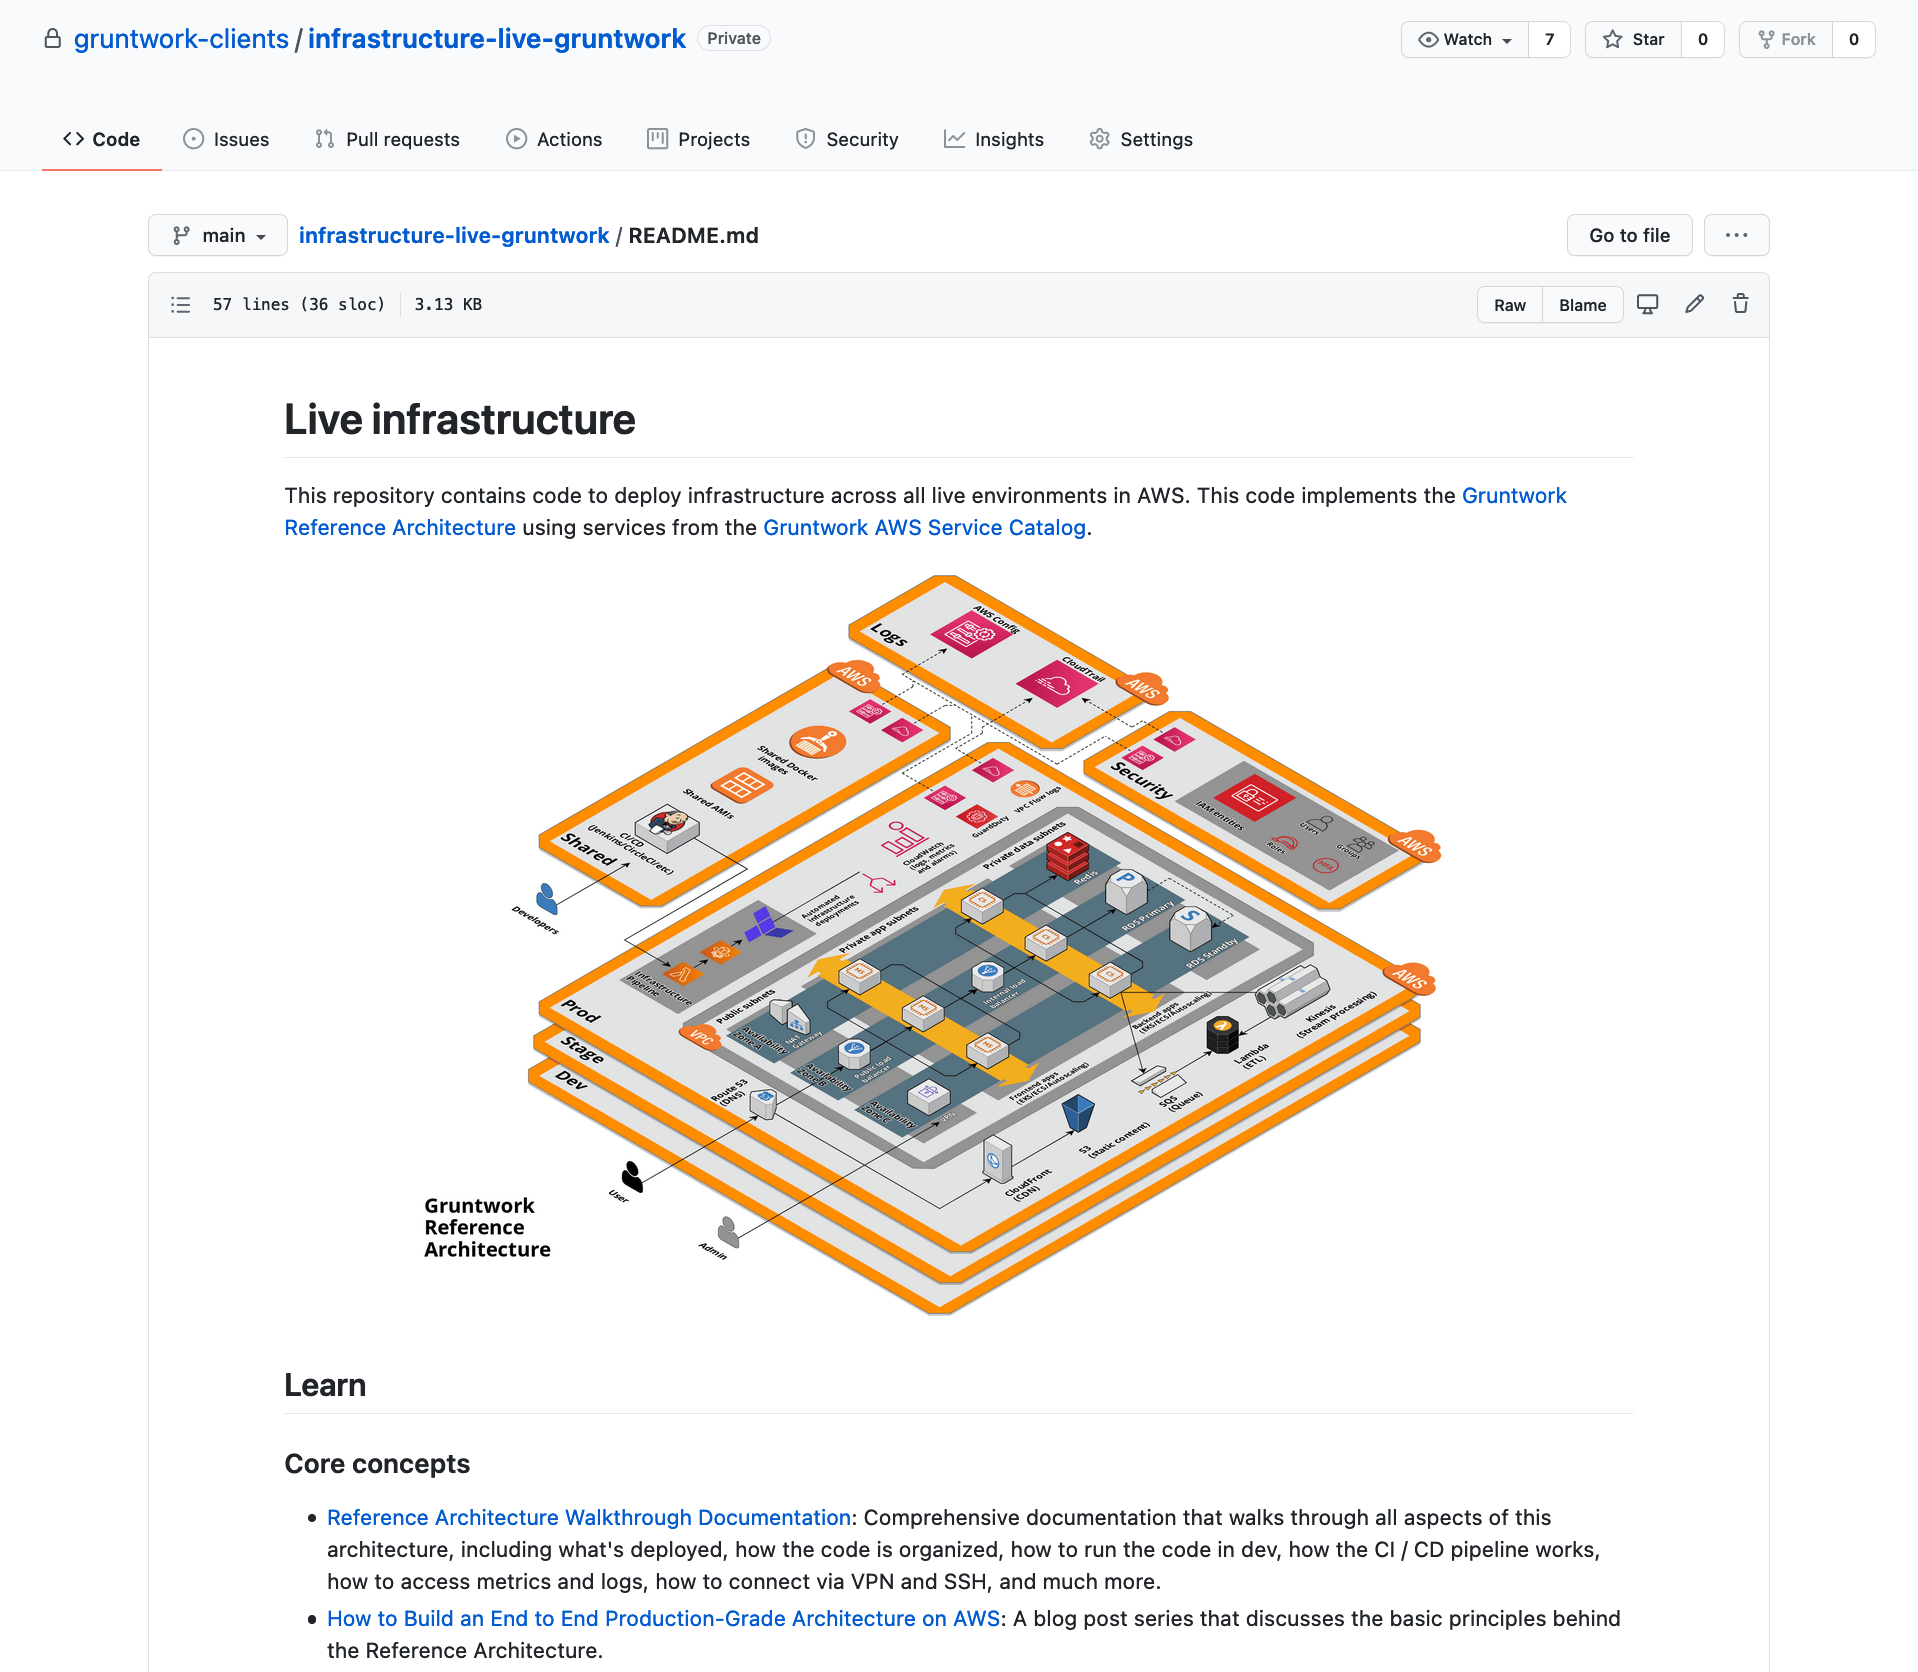 gruntwork-clients / infrastructure-live-gruntwork Private
Watch 7 Star 0 Fork 0
Code Issues Pull requests Actions Projects Security Insights Settings
main infrastructure-live-gruntwork / README.md Go to file ...
57 lines (36 sloc) 3.13 KB Raw Blame
Live infrastructure
This repository contains code to deploy infrastructure across all live environments in AWS. This code implements the Gruntwork
Reference Architecture using services from the Gruntwork AWS Service Catalog.
Logs
AWS Config
CloudTrail
AWS
AWS
Shared Docker
images
Shared AMIs
CI/CD
(Jenkins/CircleCI/etc)
Shared
Developers
Security
IAM entities
Users
Roles
Groups
MFA
AWS
VPC Flow logs
GuardDuty
CloudWatch
(logs, metrics
and alarms)
Automated
infrastructure
deployments
Infrastructure
Pipeline
Private data subnets
Redis
P
RDS Primary
S
RDS Standby
Private app subnets
Internal load
balancer
Public subnets
NAT
Gateway
Availability
Zone A
Public load
balancer
Availability
Zone B
Availability
Zone C
VPN
VPC
Backend apps
(EKS/ECS/Autoscaling)
Frontend apps
(EKS/ECS/Autoscaling)
AWS
Kinesis
(Stream processing)
Lambda
(ETL)
SQS
(Queue)
S3
(static content)
CloudFront
(CDN)
Route 53
(DNS)
Prod
Stage
Dev
User
Admin
Gruntwork
Reference
Architecture
Learn
Core concepts
Reference Architecture Walkthrough Documentation: Comprehensive documentation that walks through all aspects of this
architecture, including what's deployed, how the code is organized, how to run the code in dev, how the CI / CD pipeline works,
how to access metrics and logs, how to connect via VPN and SSH, and much more.
How to Build an End to End Production-Grade Architecture on AWS: A blog post series that discusses the basic principles behind
the Reference Architecture.